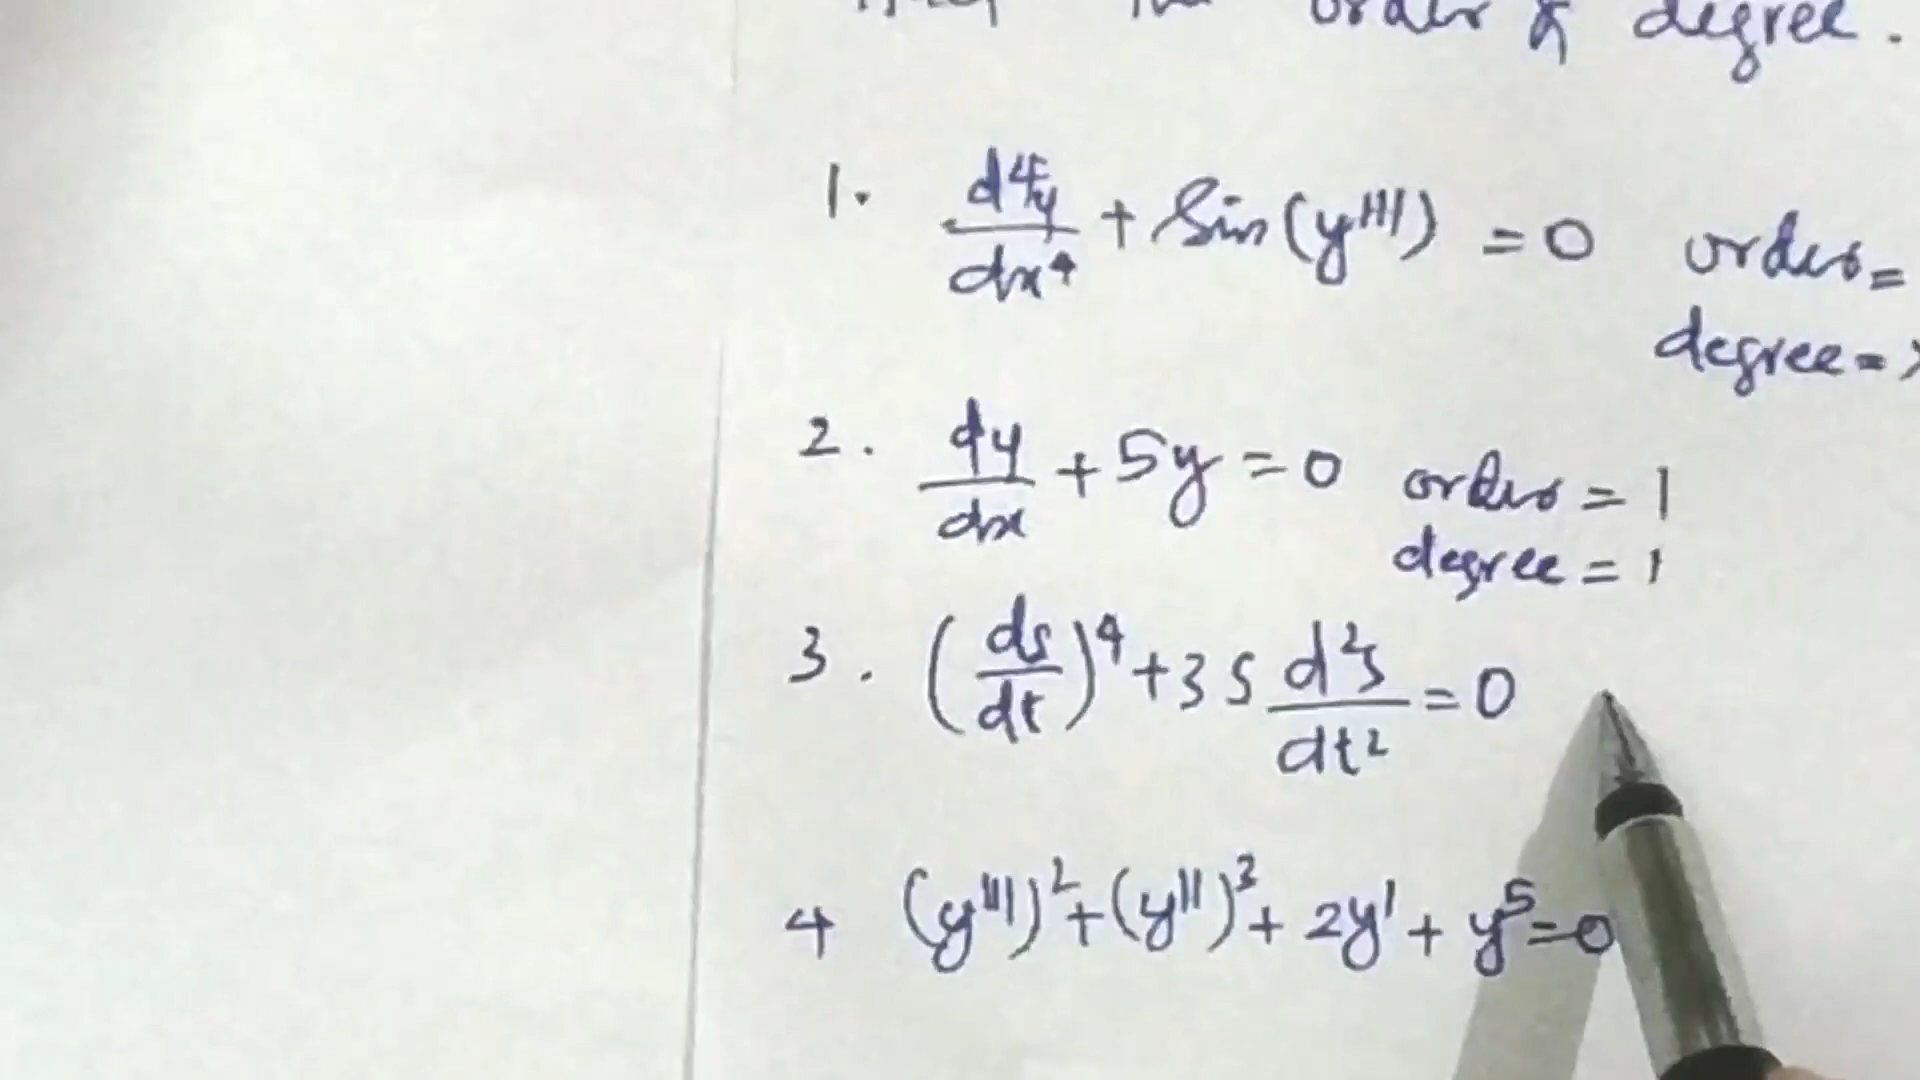 the order & degree.
1. d⁴y/dx⁴ + Sin(y'''') = 0 order =
degree = x
2. dy/dx + 5y = 0 order = 1
degree = 1
3. (ds/dt)⁴ + 3s d²s/dt² = 0
4 (y''')² + (y'')³ + 2y' + y⁵ = 0